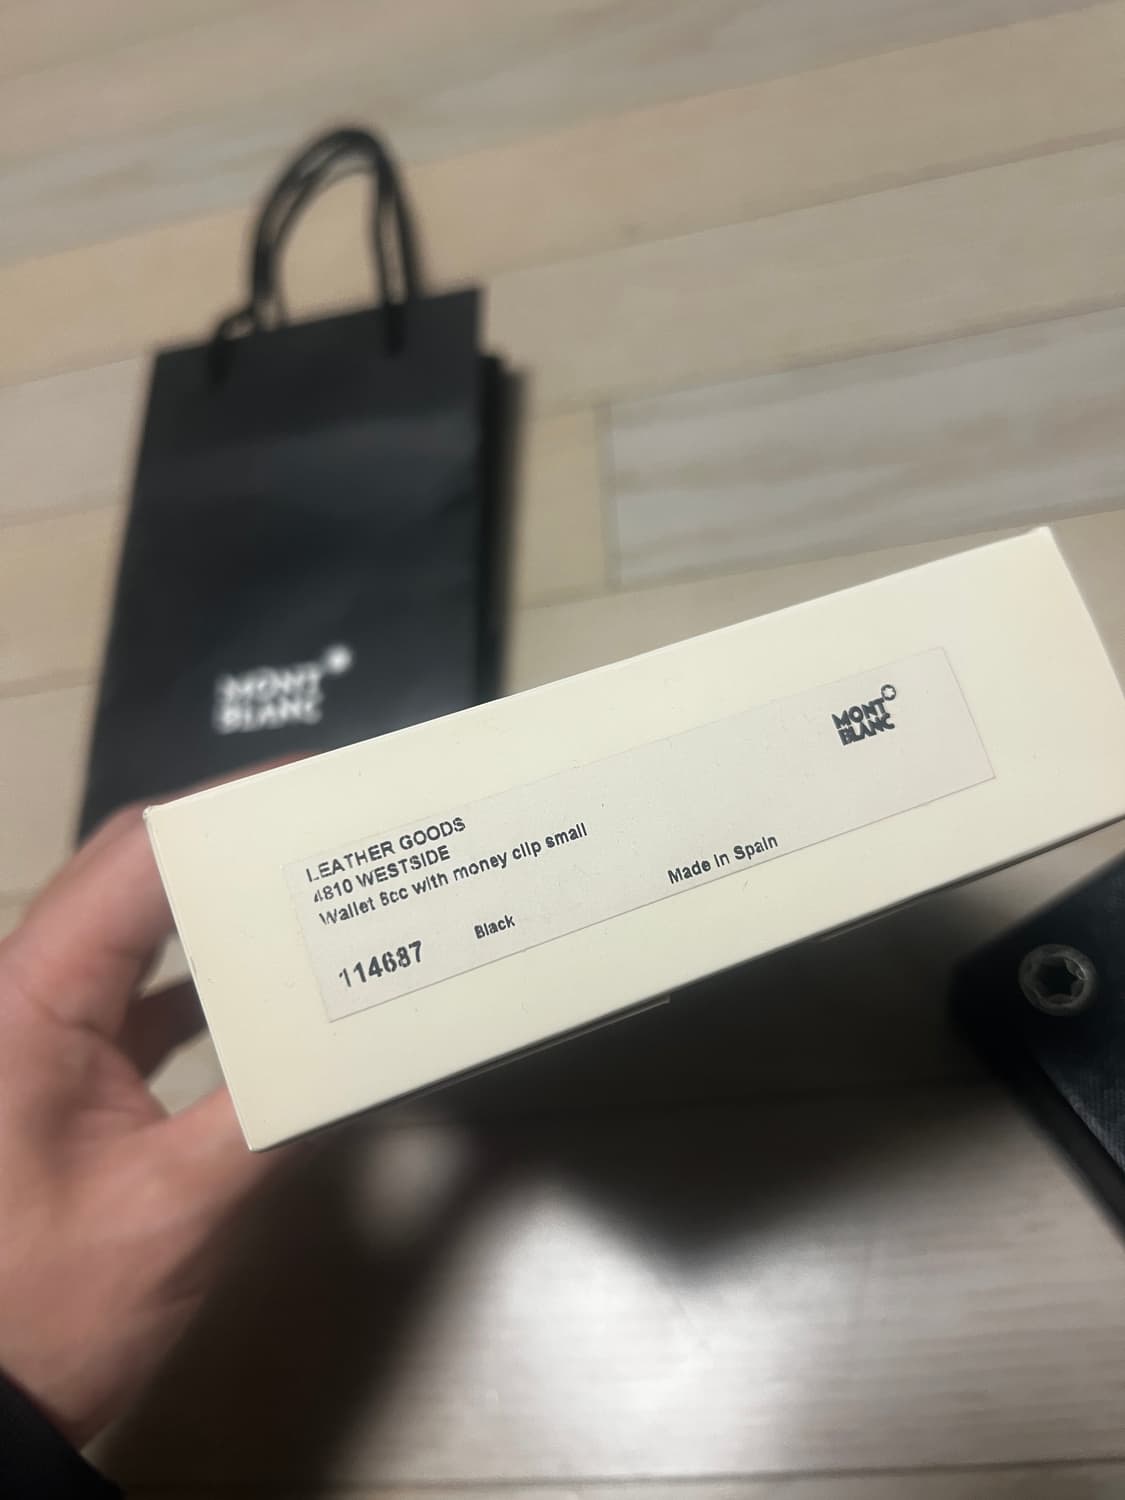 MONT
BLANC
MONT
BLANC
LEATHER GOODS
4810 WESTSIDE
Wallet 6cc with money clip small
114687 Black
Made in Spain